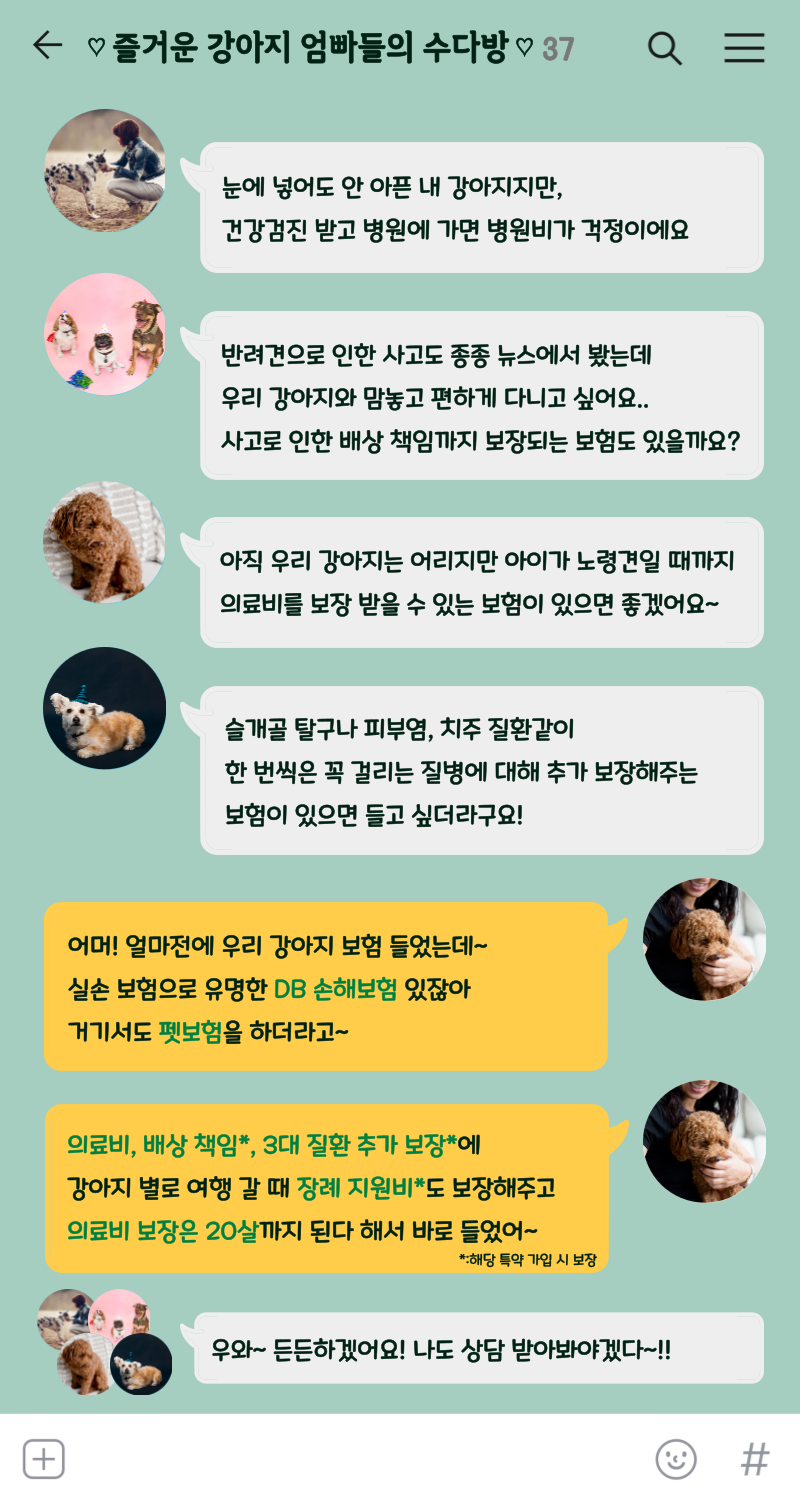 ♡ 즐거운 강아지 엄빠들의 수다방 ♡ 37
눈에 넣어도 안 아픈 내 강아지지만,
건강검진 받고 병원에 가면 병원비가 걱정이에요
반려견으로 인한 사고도 종종 뉴스에서 봤는데
우리 강아지와 맘놓고 편하게 다니고 싶어요..
사고로 인한 배상 책임까지 보장되는 보험도 있을까요?
아직 우리 강아지는 어리지만 아이가 노령견일 때까지
의료비를 보장 받을 수 있는 보험이 있으면 좋겠어요~
슬개골 탈구나 피부염, 치주 질환같이
한 번씩은 꼭 걸리는 질병에 대해 추가 보장해주는
보험이 있으면 들고 싶더라구요!
어머! 얼마전에 우리 강아지 보험 들었는데~
실손 보험으로 유명한 DB 손해보험 있잖아
거기서도 펫보험을 하더라고~
의료비, 배상 책임*, 3대 질환 추가 보장*에
강아지 별로 여행 갈 때 장례 지원비*도 보장해주고
의료비 보장은 20살까지 된다 해서 바로 들었어~
*:해당 특약 가입 시 보장
우와~ 든든하겠어요! 나도 상담 받아봐야겠다~!!
#